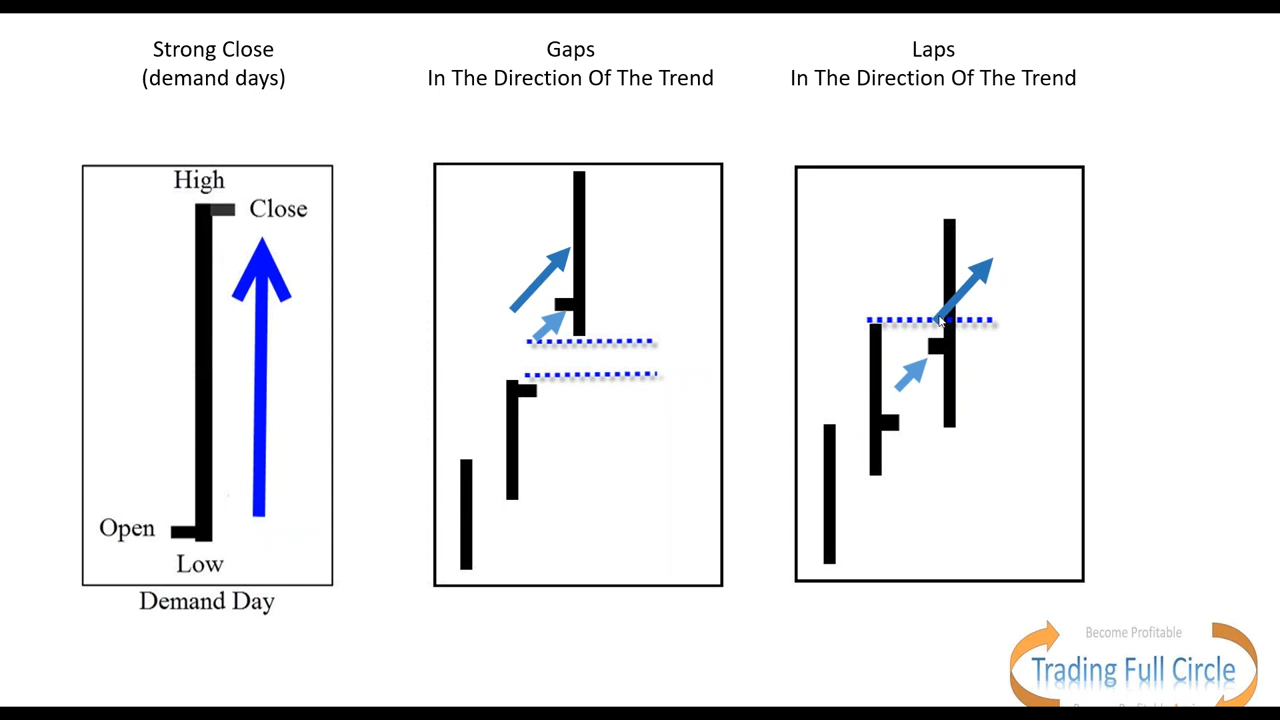 Strong Close
(demand days)
Gaps
In The Direction Of The Trend
Laps
In The Direction Of The Trend
High
Close
Open
Low
Demand Day
Become Profitable
Trading Full Circle